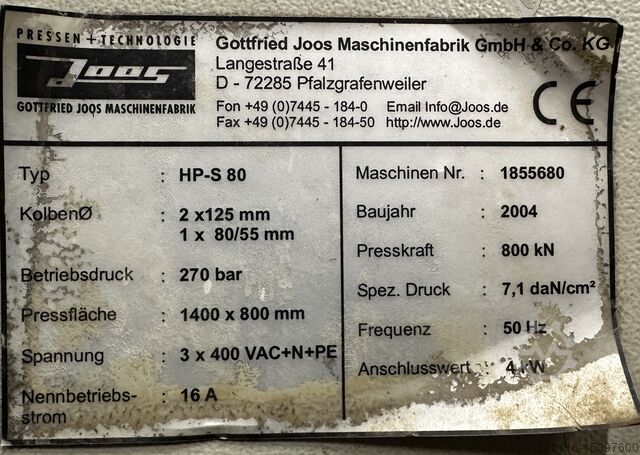 PRESSEN + TECHNOLOGIE
Joos
GOTTFRIED JOOS MASCHINENFABRIK
Gottfried Joos Maschinenfabrik GmbH & Co. KG
Langestraße 41
D - 72285 Pfalzgrafenweiler
Fon +49 (0)7445 - 184-0 Email Info@Joos.de
Fax +49 (0)7445 - 184-50 http://www.Joos.de
CE
Typ : HP-S 80
KolbenØ : 2 x125 mm
1 x 80/55 mm
Betriebsdruck : 270 bar
Pressfläche : 1400 x 800 mm
Spannung : 3 x 400 VAC+N+PE
Nennbetriebs- : 16 A
strom
Maschinen Nr. : 1855680
Baujahr : 2004
Presskraft : 800 kN
Spez. Druck : 7,1 daN/cm²
Frequenz : 50 Hz
Anschlusswert : 4 kW